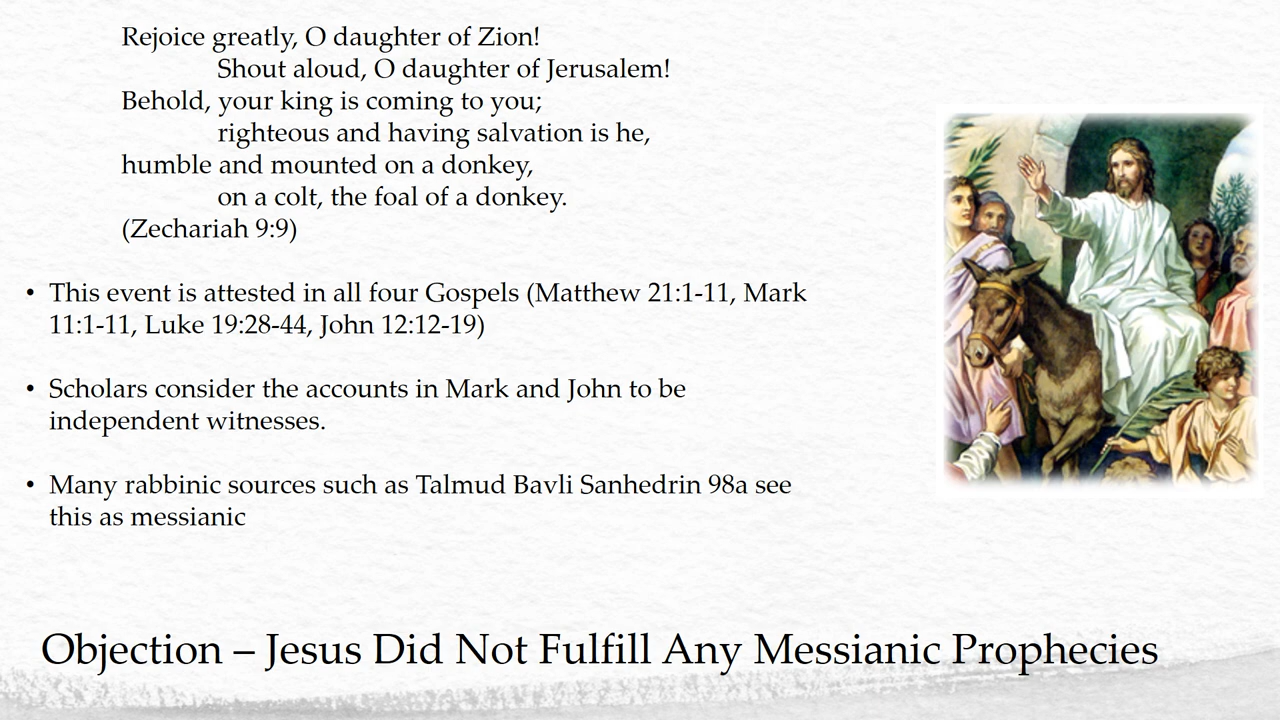 Rejoice greatly, O daughter of Zion!
Shout aloud, O daughter of Jerusalem!
Behold, your king is coming to you;
righteous and having salvation is he,
humble and mounted on a donkey,
on a colt, the foal of a donkey.
(Zechariah 9:9)
• This event is attested in all four Gospels (Matthew 21:1-11, Mark
11:1-11, Luke 19:28-44, John 12:12-19)
• Scholars consider the accounts in Mark and John to be
independent witnesses.
• Many rabbinic sources such as Talmud Bavli Sanhedrin 98a see
this as messianic
Objection – Jesus Did Not Fulfill Any Messianic Prophecies